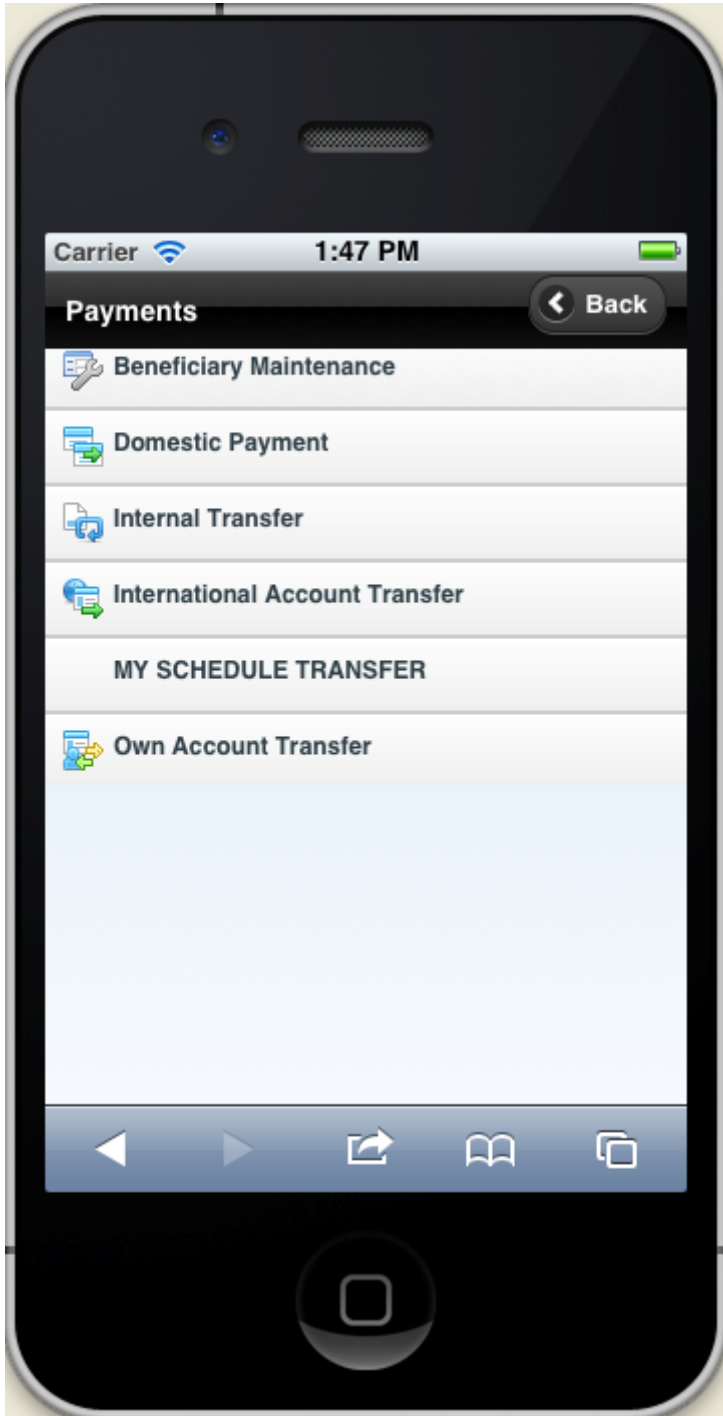 Carrier 1:47 PM
Payments Back
Beneficiary Maintenance
Domestic Payment
Internal Transfer
International Account Transfer
MY SCHEDULE TRANSFER
Own Account Transfer